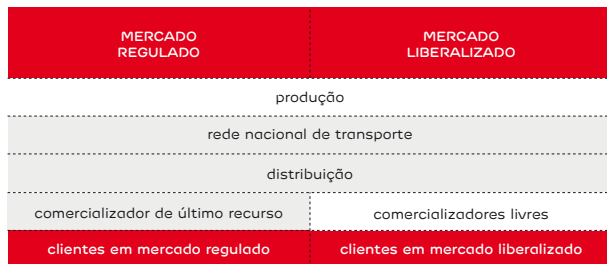 MERCADO
REGULADO
MERCADO
LIBERALIZADO
produção
rede nacional de transporte
distribuição
comercializador de último recurso
comercializadores livres
clientes em mercado regulado
clientes em mercado liberalizado